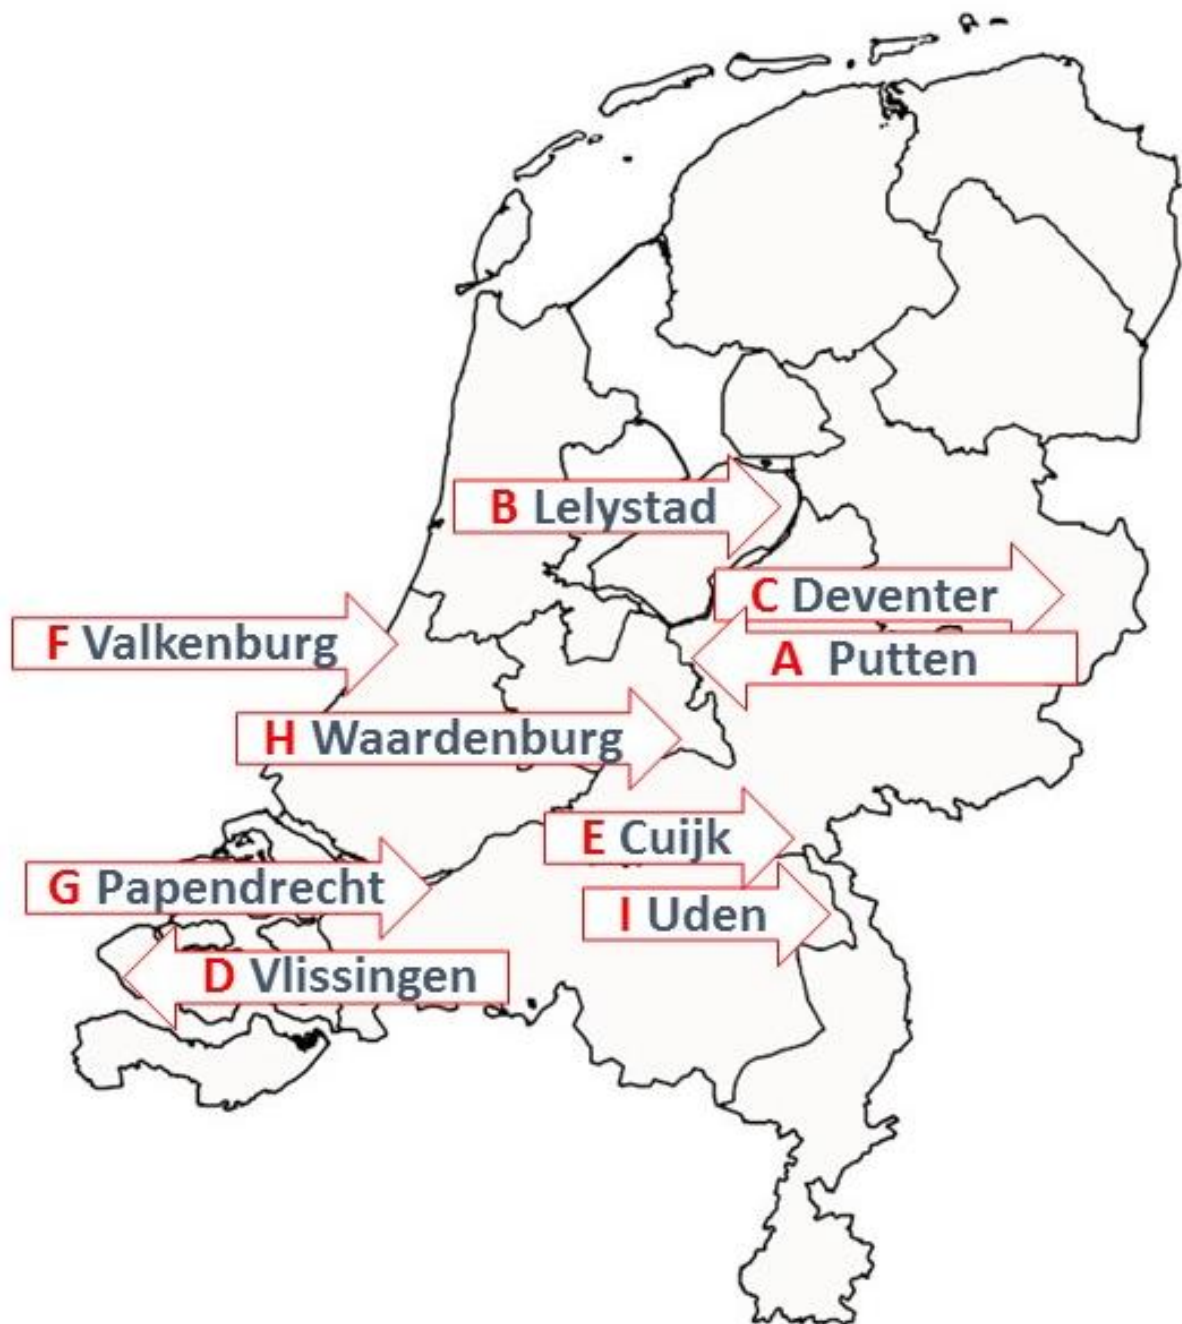 B Lelystad
C Deventer
F Valkenburg
A Putten
H Waardenburg
E Cuijk
G Papendrecht
I Uden
D Vlissingen